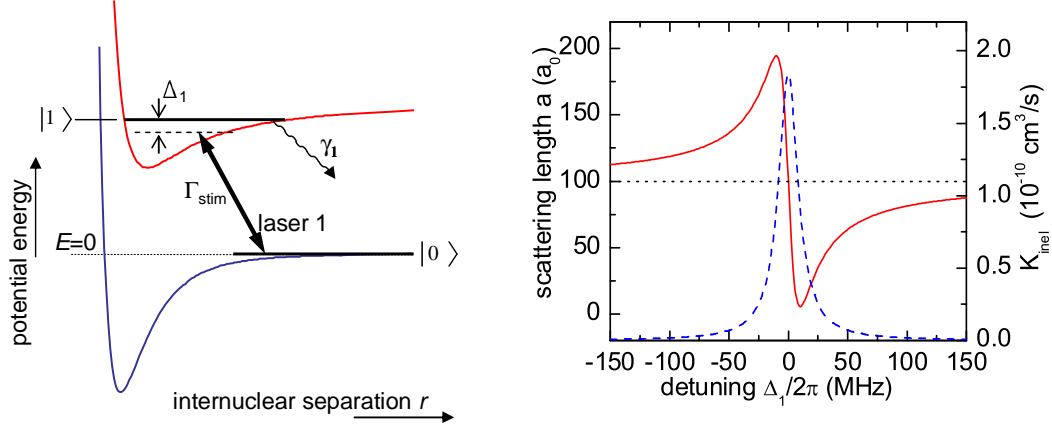 Δ₁
|1⟩
γ₁
Γstim
laser 1
E=0
|0⟩
potential energy
internuclear separation r
200
150
100
50
0
scattering length a (a₀)
2.0
1.5
1.0
0.5
0.0
Kinel (10⁻¹⁰ cm³/s)
-150 -100 -50 0 50 100 150
detuning Δ₁/2π (MHz)